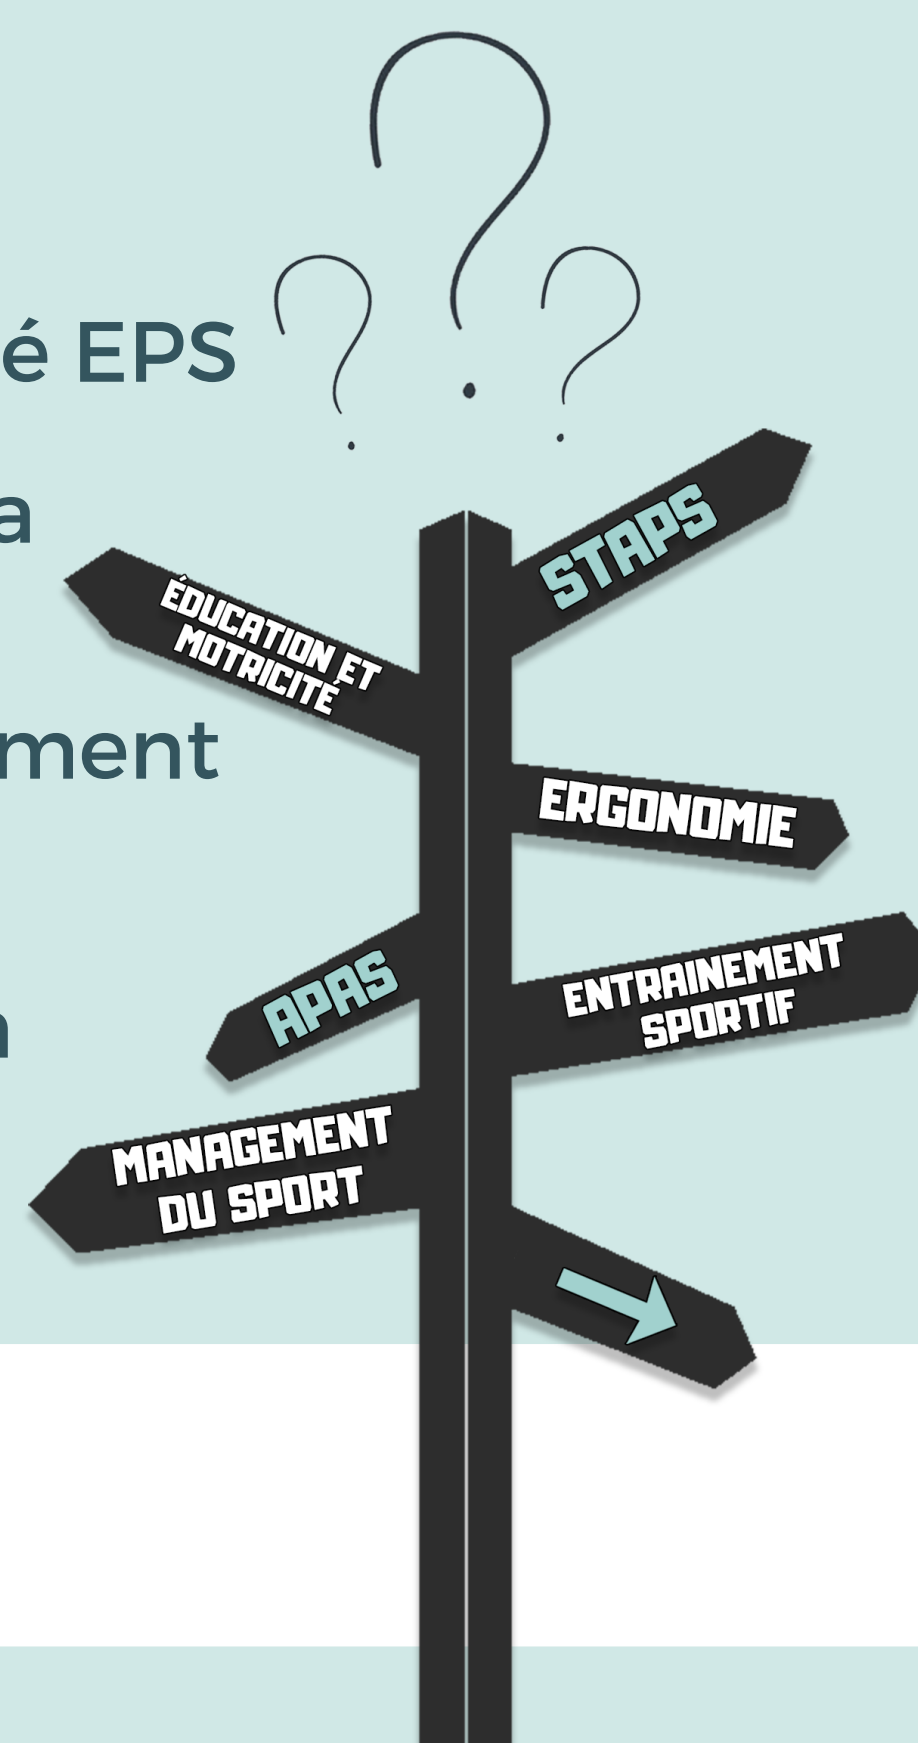 é EPS
a
ment
n
STAPS
ÉDUCATION ET
MOTRICITÉ
ERGONOMIE
APAS
ENTRAINEMENT
SPORTIF
MANAGEMENT
DU SPORT